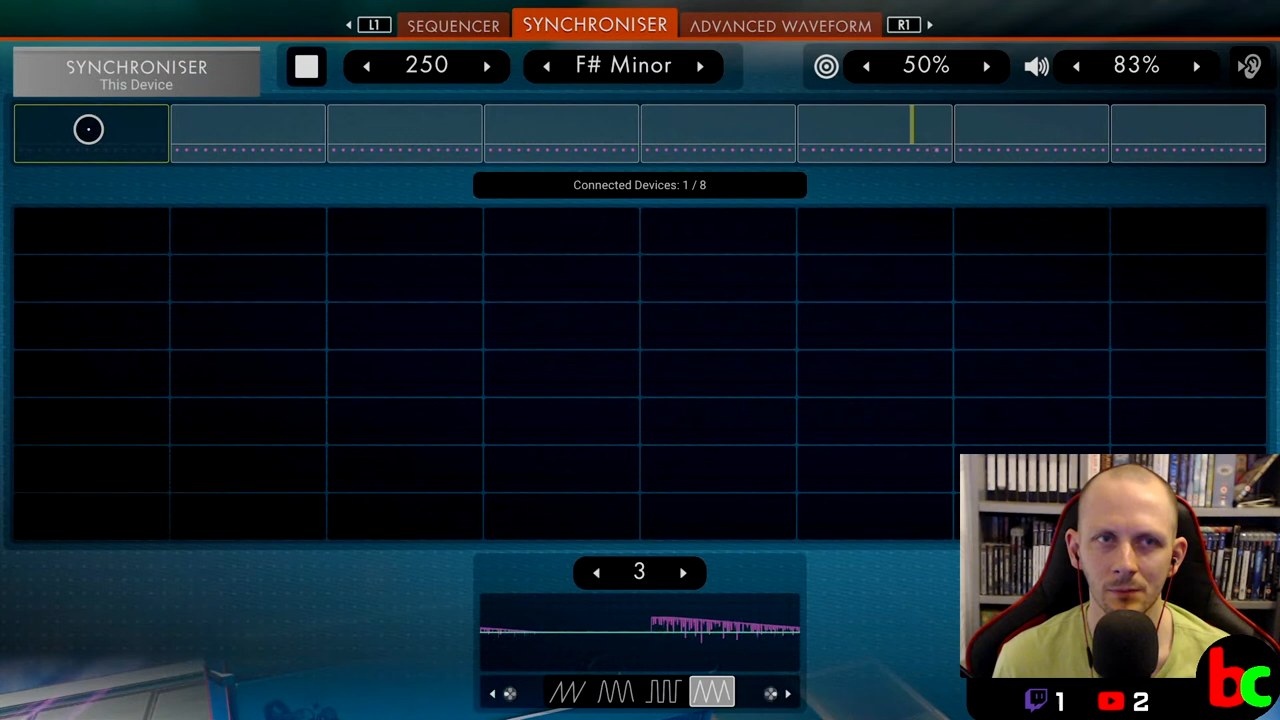 L1 SEQUENCER SYNCHRONISER ADVANCED WAVEFORM R1
SYNCHRONISER
This Device
250
F# Minor
50%
83%
Connected Devices: 1 / 8
3
1
2
bc